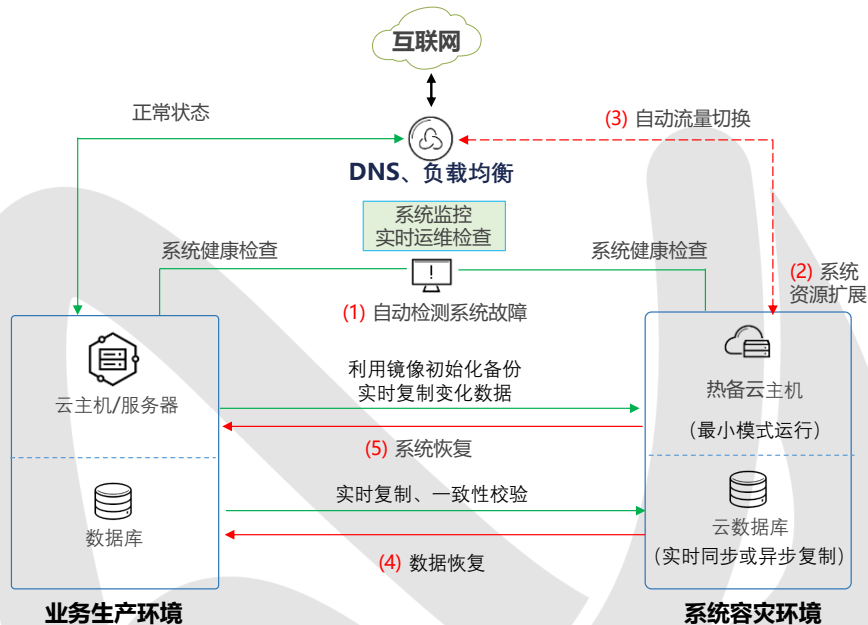 互联网
正常状态
(3) 自动流量切换
DNS、负载均衡
系统监控
实时运维检查
系统健康检查
系统健康检查
(2) 系统
资源扩展
(1) 自动检测系统故障
云主机/服务器
利用镜像初始化备份
实时复制变化数据
热备云主机
（最小模式运行）
(5) 系统恢复
数据库
实时复制、一致性校验
云数据库
（实时同步或异步复制）
(4) 数据恢复
业务生产环境
系统容灾环境